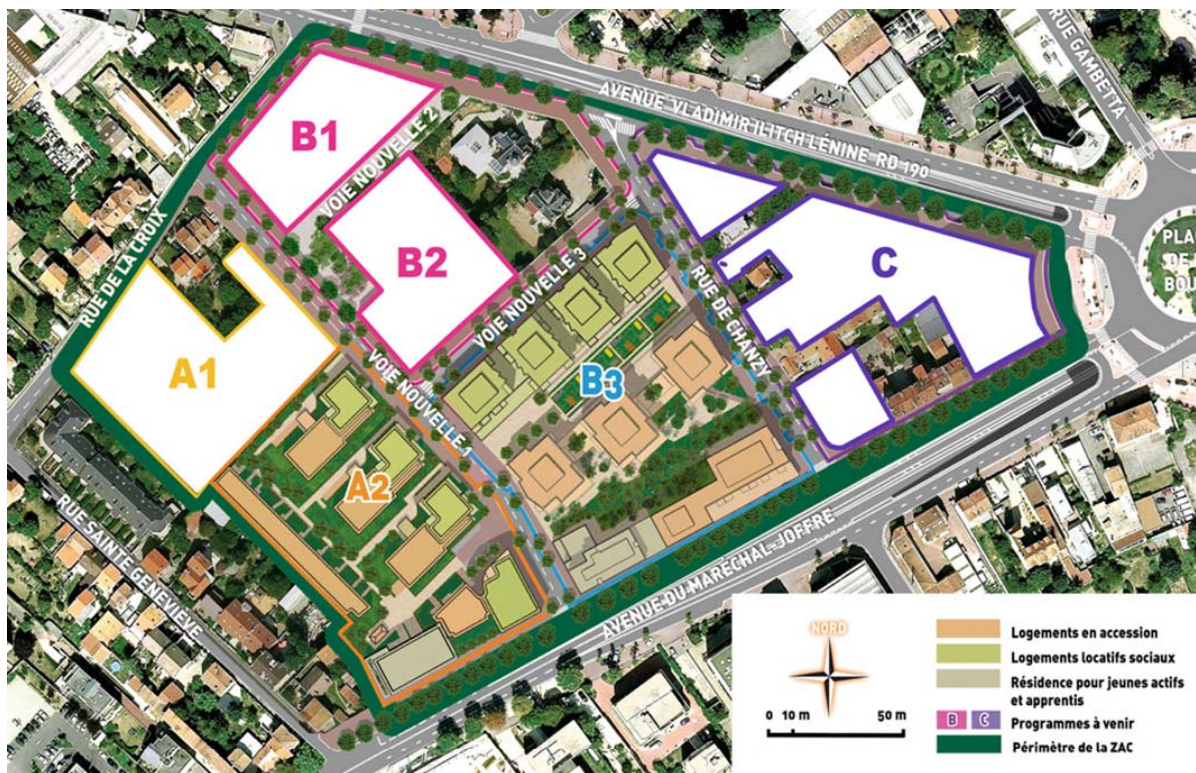 AVENUE VLADIMIR ILITCH LÉNINE RD 190
RUE GAMBETTA
B1
VOIE NOUVELLE 2
RUE DE LA CROIX
B2
VOIE NOUVELLE 3
C
PLAC
DE L
BOU
RUE DE CHANZY
A1
VOIE NOUVELLE 1
B3
A2
RUE SAINTE GENEVIÈVE
AVENUE DU MARÉCHAL JOFFRE
NORD
0 10 m 50 m
Logements en accession
Logements locatifs sociaux
Résidence pour jeunes actifs
et apprentis
B C Programmes à venir
Périmètre de la ZAC